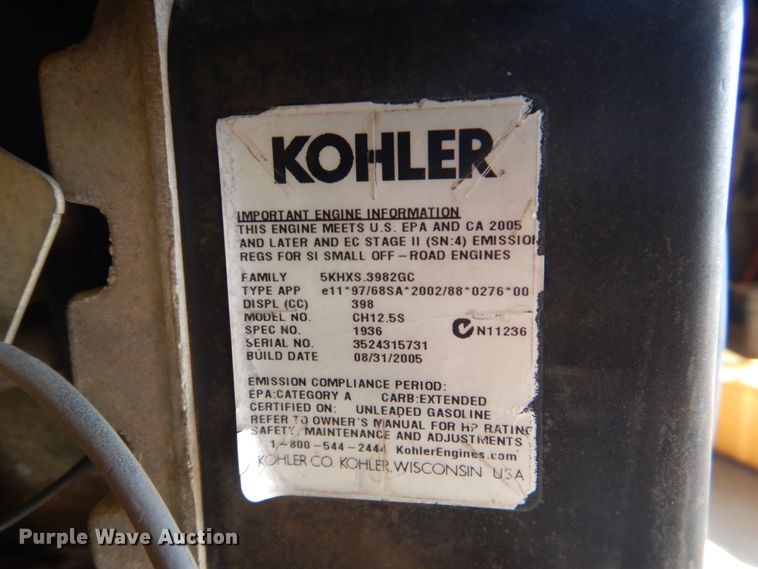 KOHLER
IMPORTANT ENGINE INFORMATION
THIS ENGINE MEETS U.S. EPA AND CA 2005
AND LATER AND EC STAGE II (SN:4) EMISSION
REGS FOR SI SMALL OFF-ROAD ENGINES
FAMILY 5KHXS.3982GC
TYPE APP e11*97/68SA*2002/88*0276*00
DISPL (CC) 398
MODEL NO. CH12.5S
SPEC NO. 1936 N11236
SERIAL NO. 3524315731
BUILD DATE 08/31/2005
EMISSION COMPLIANCE PERIOD:
EPA:CATEGORY A CARB:EXTENDED
CERTIFIED ON: UNLEADED GASOLINE
REFER TO OWNER'S MANUAL FOR HP RATING
SAFETY, MAINTENANCE AND ADJUSTMENTS
1-800-544-2444 KohlerEngines.com
KOHLER CO. KOHLER, WISCONSIN USA
Purple Wave Auction